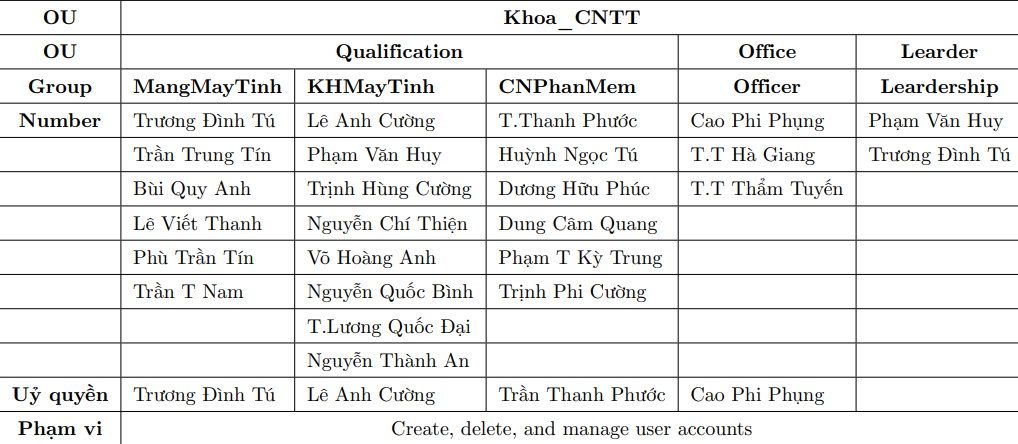 OU Khoa_CNTT
OU Qualification Office Learder
Group MangMayTinh KHMayTinh CNPhanMem Officer Leardership
Number Trương Đình Tú Lê Anh Cường T.Thanh Phước Cao Phi Phụng Phạm Văn Huy
Trần Trung Tín Phạm Văn Huy Huỳnh Ngọc Tú T.T Hà Giang Trương Đình Tú
Bùi Quy Anh Trịnh Hùng Cường Dương Hữu Phúc T.T Thẩm Tuyến
Lê Viết Thanh Nguyễn Chí Thiện Dung Câm Quang
Phù Trần Tín Võ Hoàng Anh Phạm T Kỳ Trung
Trần T Nam Nguyễn Quốc Bình Trịnh Phi Cường
T.Lương Quốc Đại
Nguyễn Thành An
Uỷ quyền Trương Đình Tú Lê Anh Cường Trần Thanh Phước Cao Phi Phụng
Phạm vi Create, delete, and manage user accounts